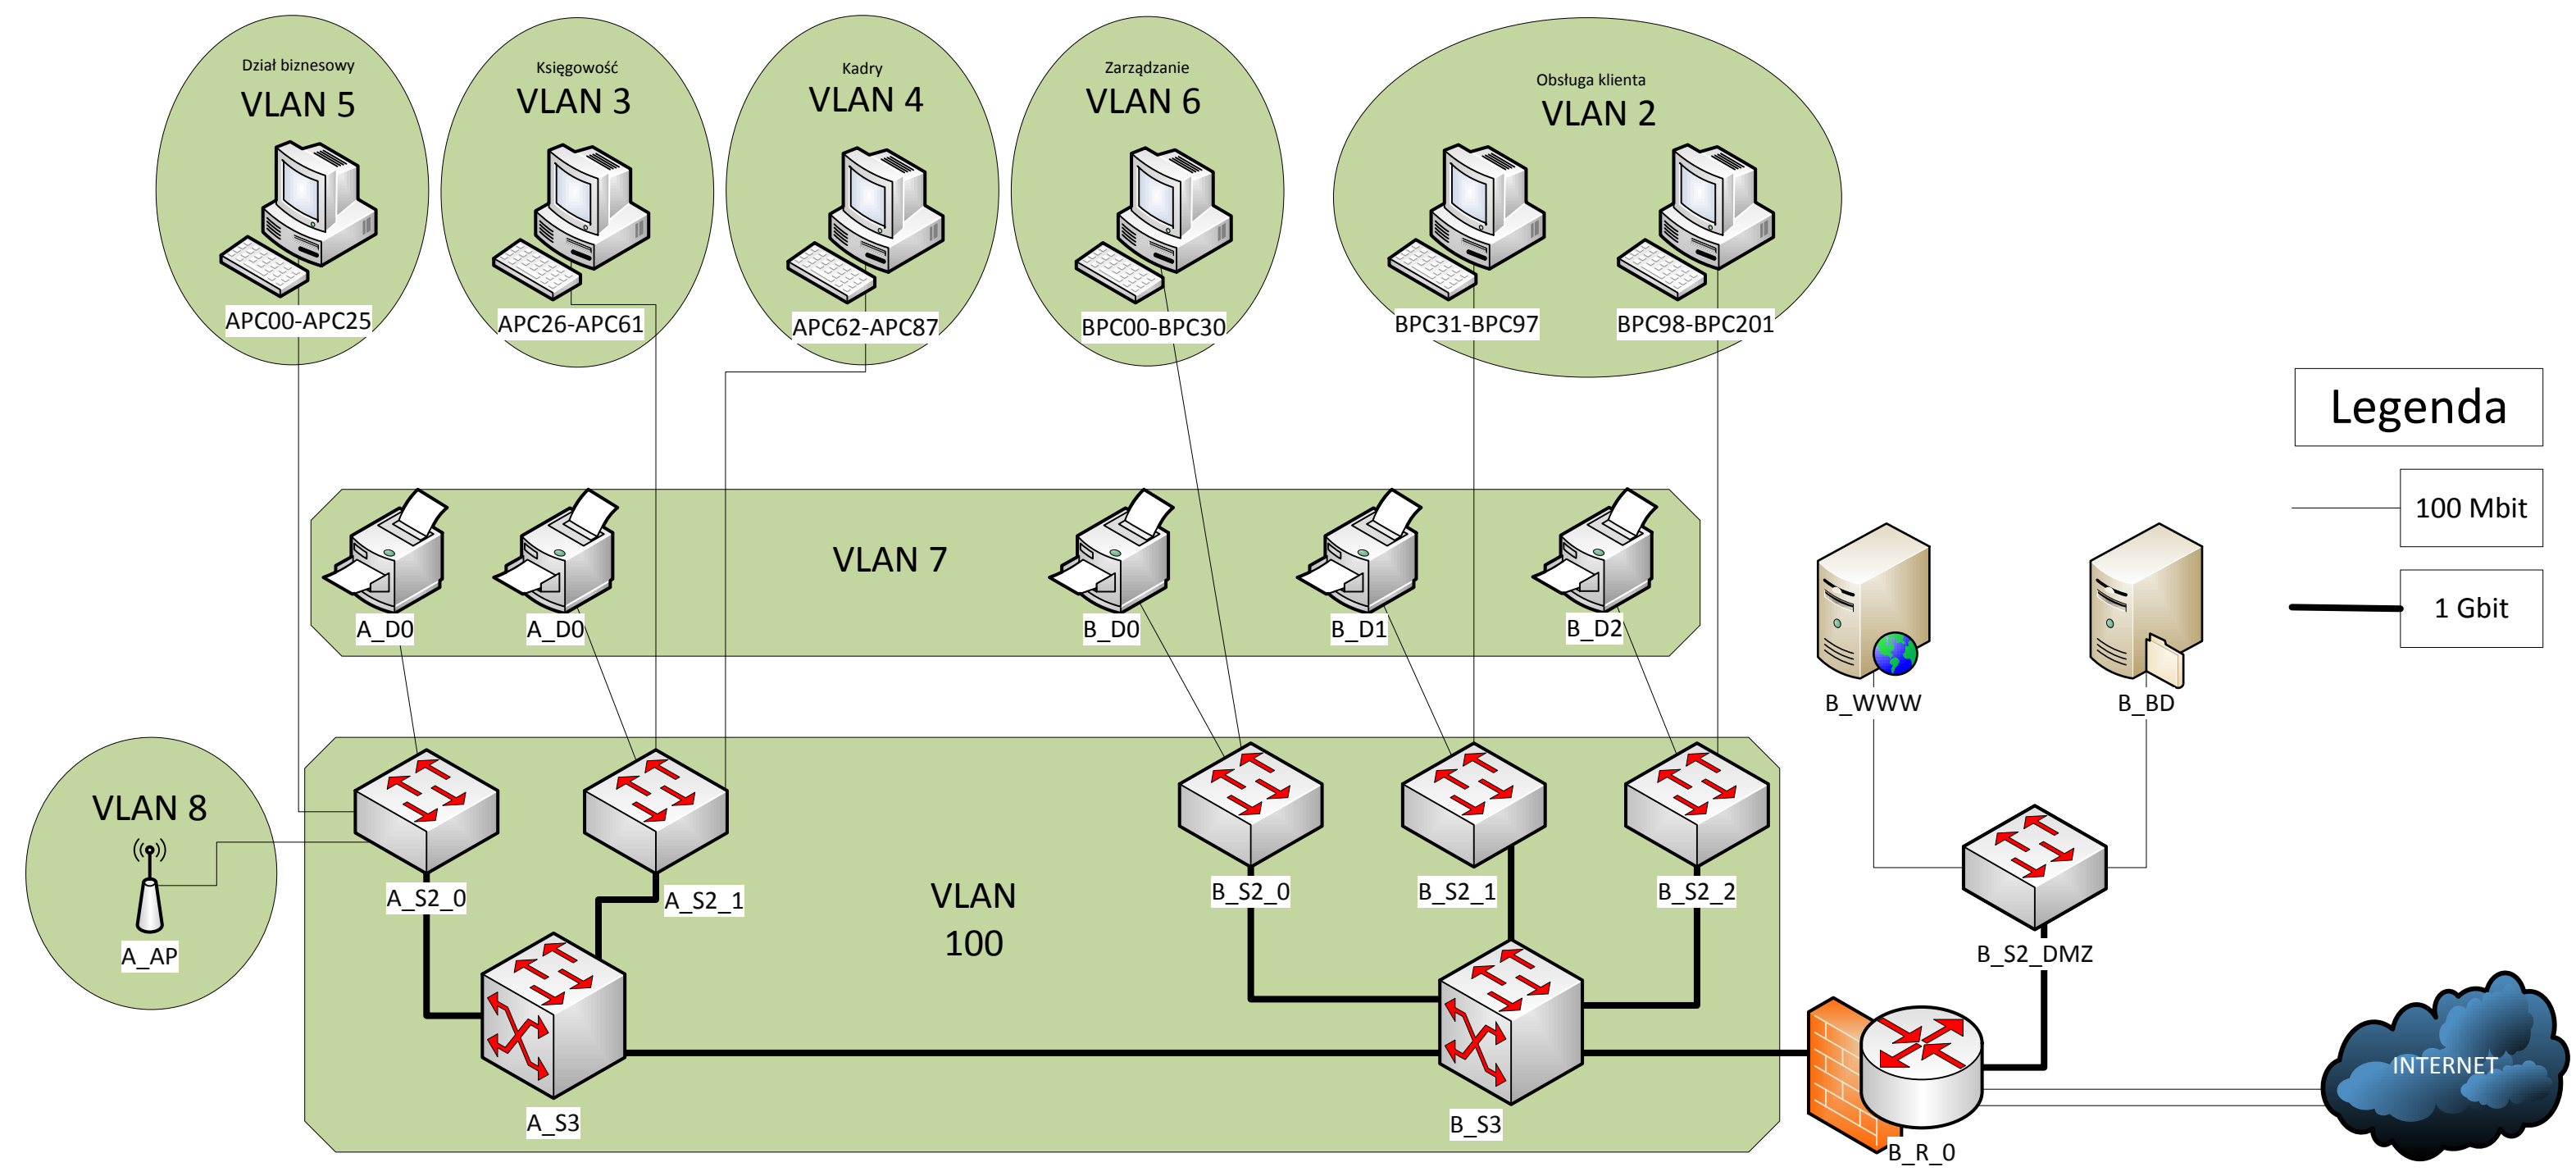 Dział biznesowy
VLAN 5
APC00-APC25
Księgowość
VLAN 3
APC26-APC61
Kadry
VLAN 4
APC62-APC87
Zarządzanie
VLAN 6
BPC00-BPC30
Obsługa klienta
VLAN 2
BPC31-BPC97
BPC98-BPC201
Legenda
100 Mbit
1 Gbit
VLAN 7
A_D0
A_D0
B_D0
B_D1
B_D2
B_WWW
B_BD
VLAN 8
A_AP
A_S2_0
A_S2_1
VLAN
100
B_S2_0
B_S2_1
B_S2_2
B_S2_DMZ
A_S3
B_S3
B_R_0
INTERNET